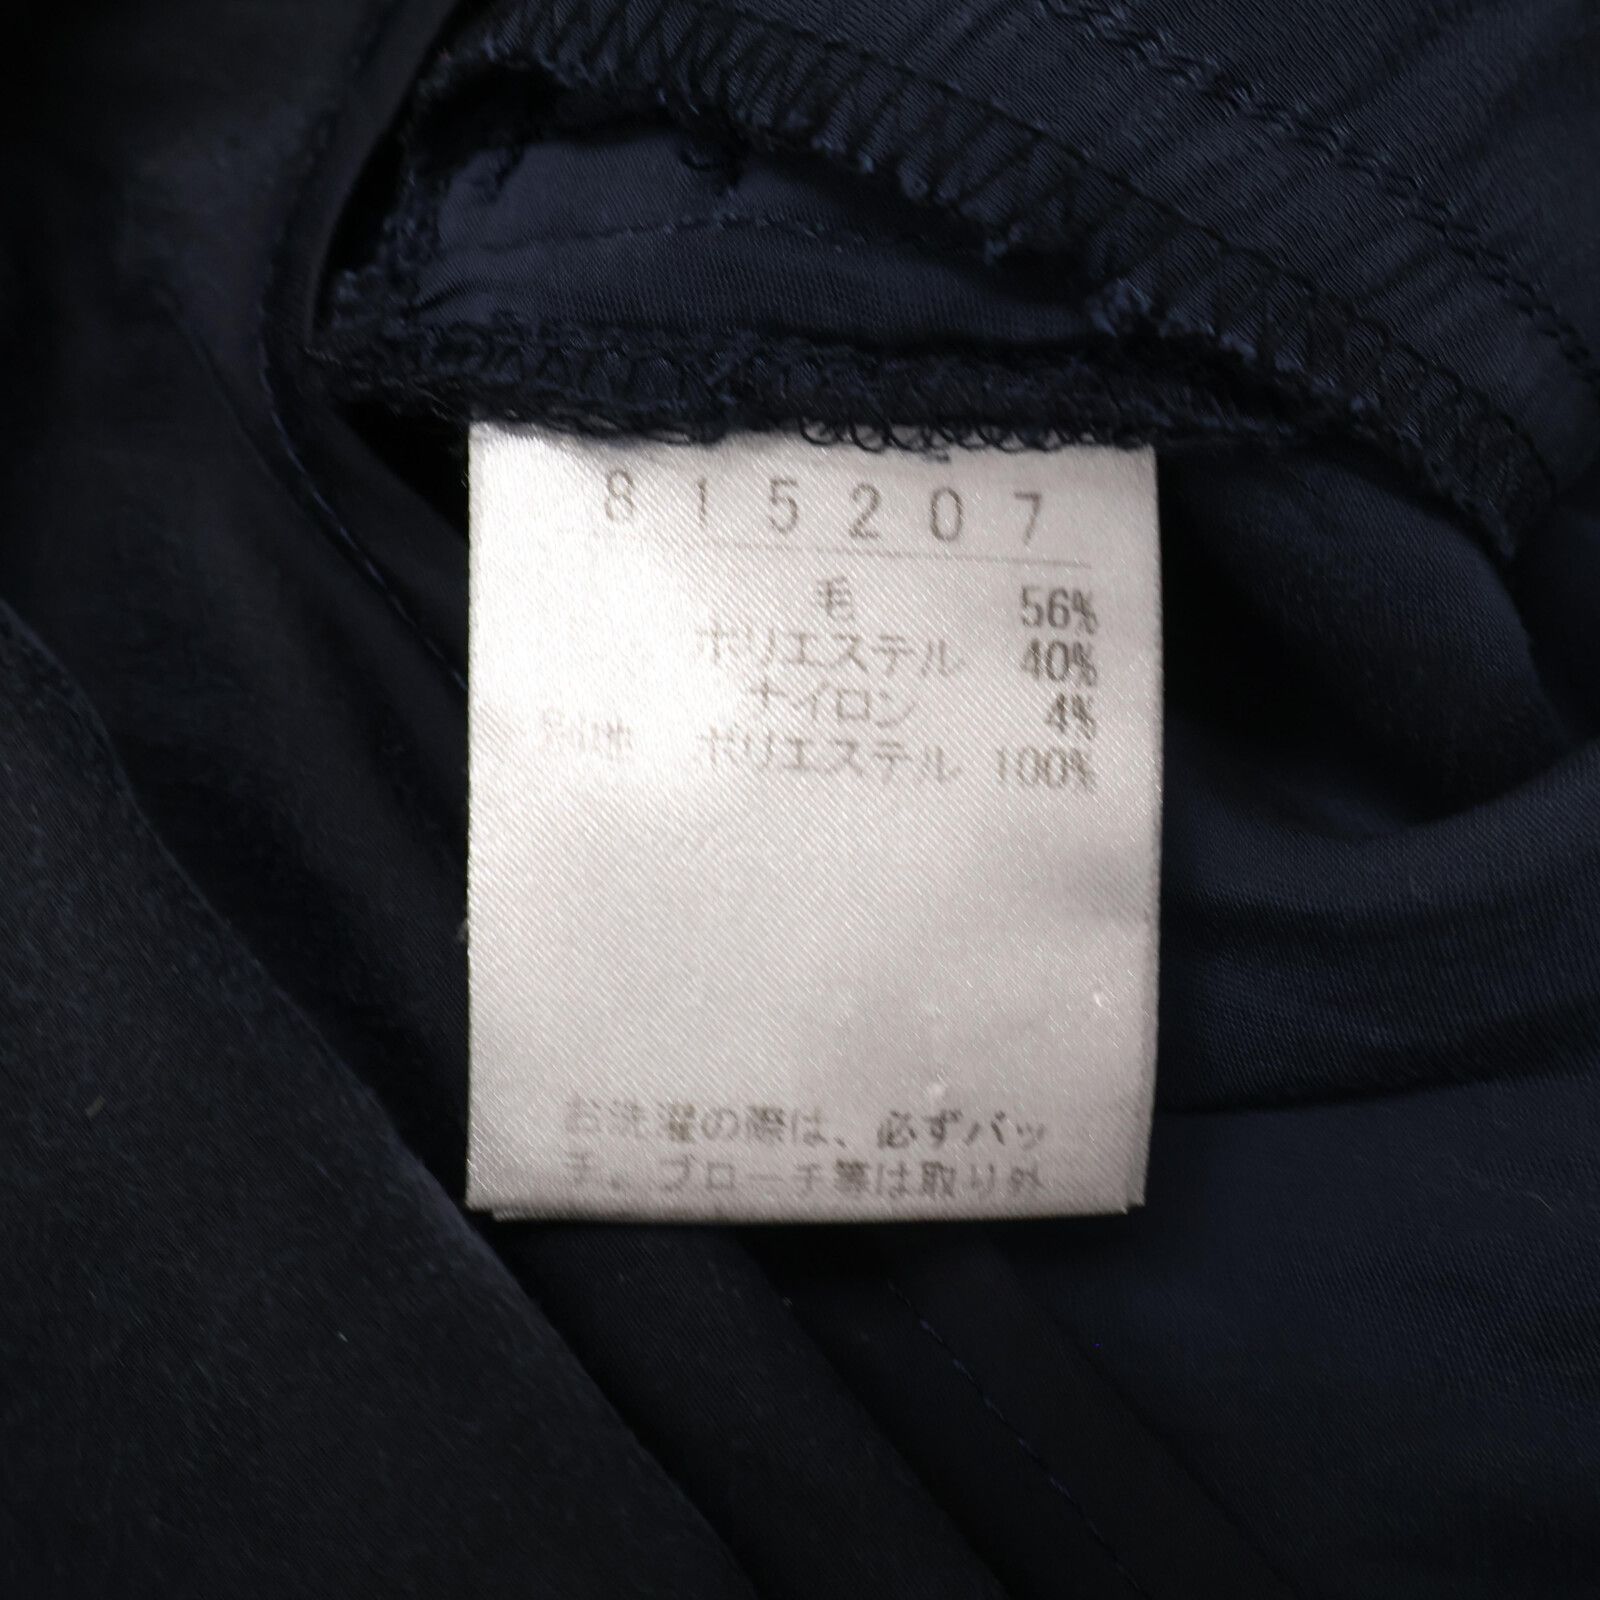 815207
毛 56%
ポリエステル 40%
ナイロン 4%
別地 ポリエステル 100%
お洗濯の際は、必ずバッ
チ、ブローチ等は取り外